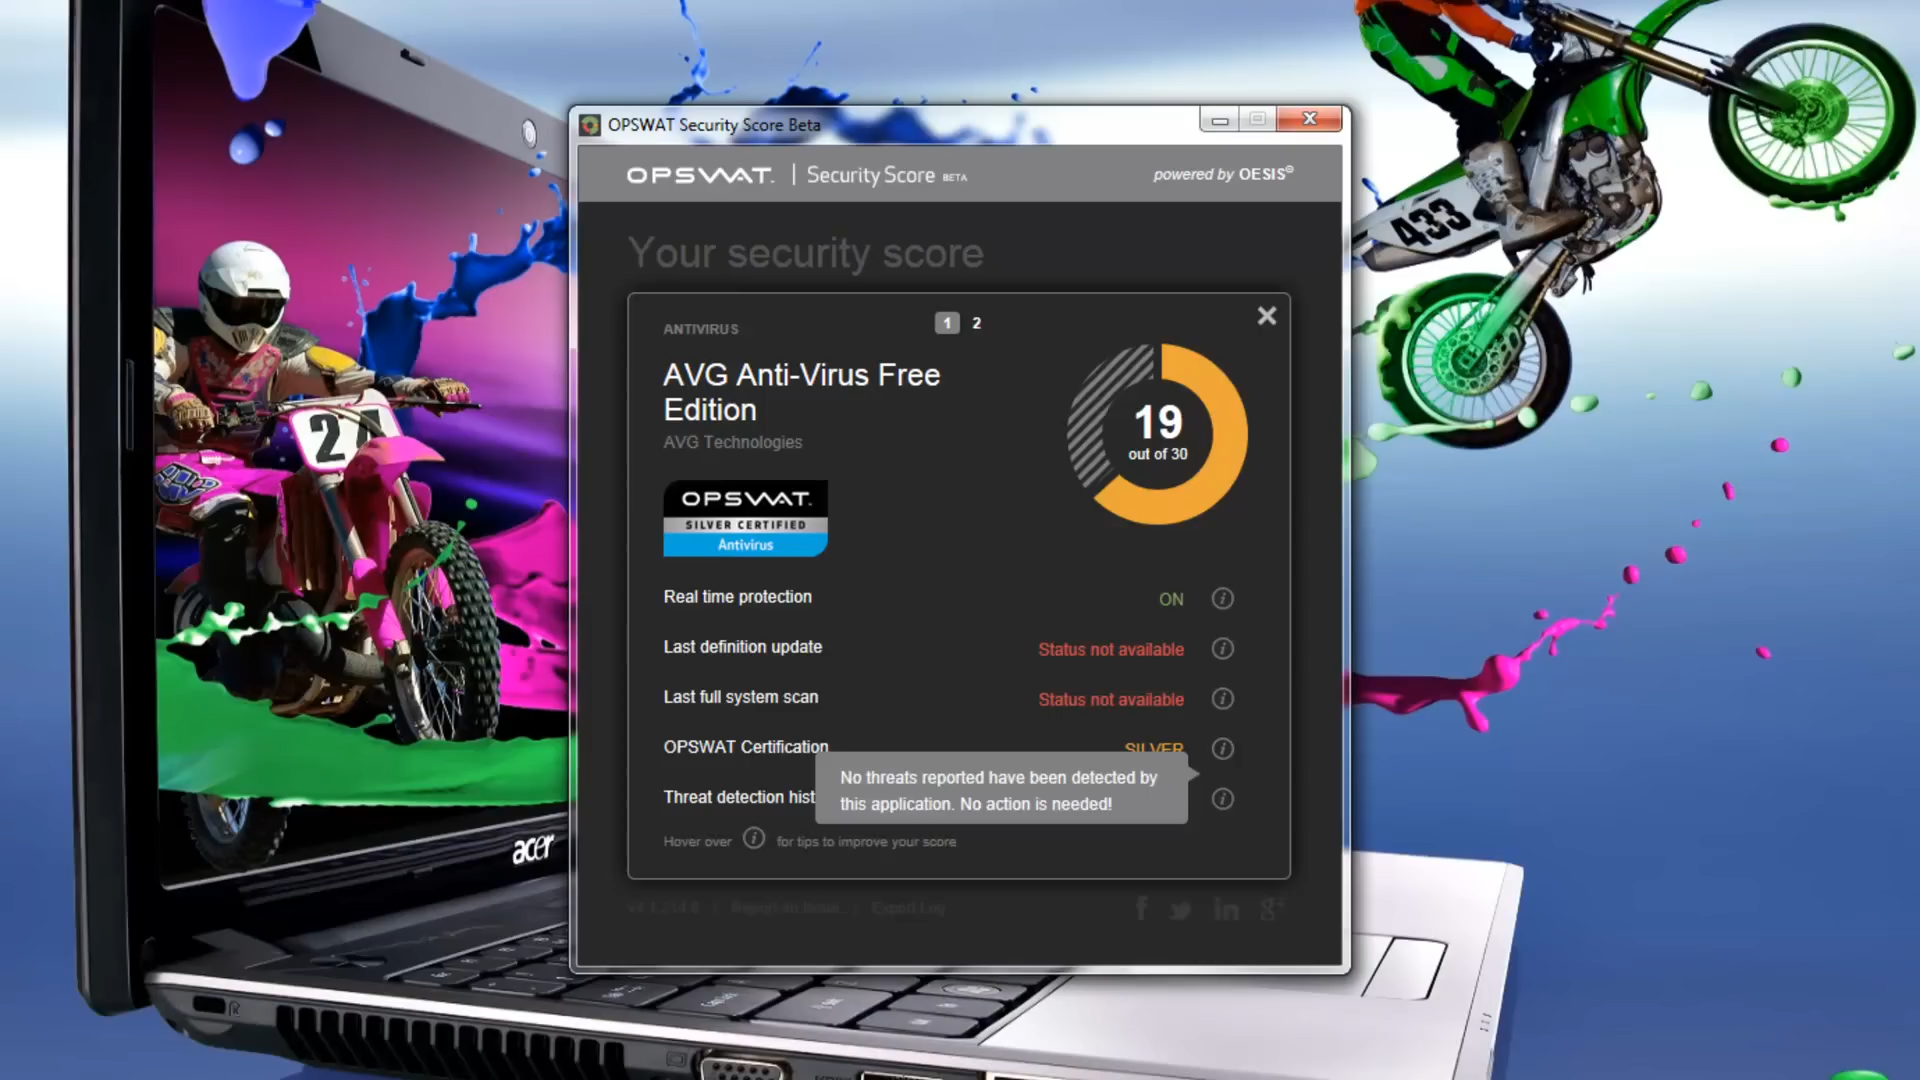 OPSWAT Security Score Beta
OPSWAT. | Security Score BETA
powered by OESIS®
Your security score
ANTIVIRUS
1 2
AVG Anti-Virus Free
Edition
AVG Technologies
19
out of 30
OPSWAT.
SILVER CERTIFIED
Antivirus
Real time protection
ON
Last definition update
Status not available
Last full system scan
Status not available
OPSWAT Certification
SILVER
Threat detection hist
No threats reported have been detected by
this application. No action is needed!
Hover over i for tips to improve your score
Export Log
433
acer